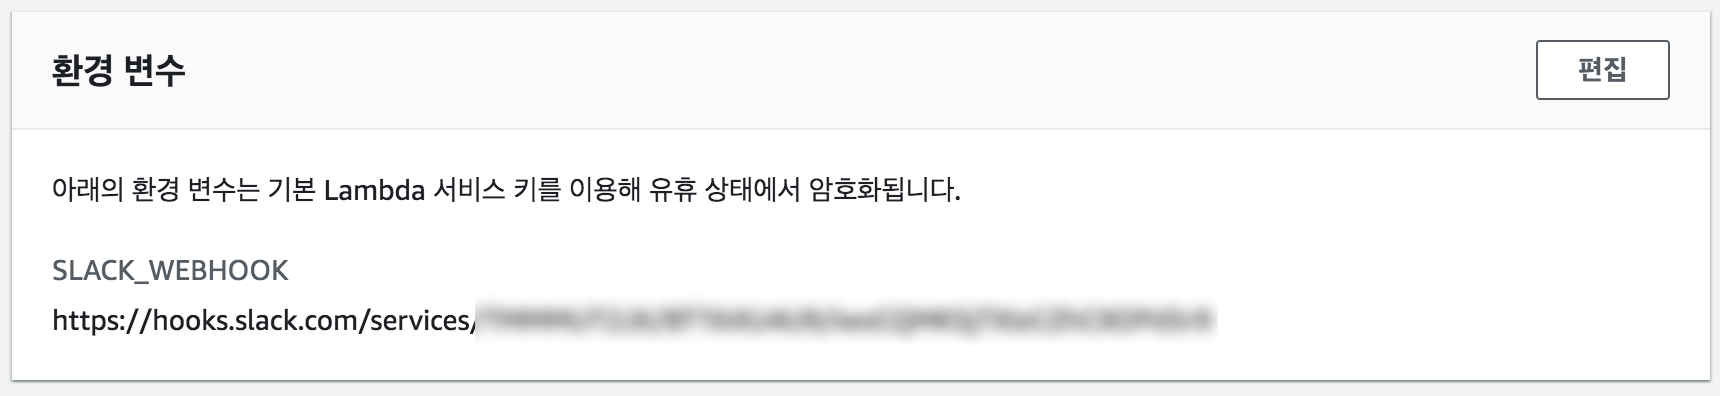 환경 변수
편집
아래의 환경 변수는 기본 Lambda 서비스 키를 이용해 유휴 상태에서 암호화됩니다.
SLACK_WEBHOOK
https://hooks.slack.com/services/